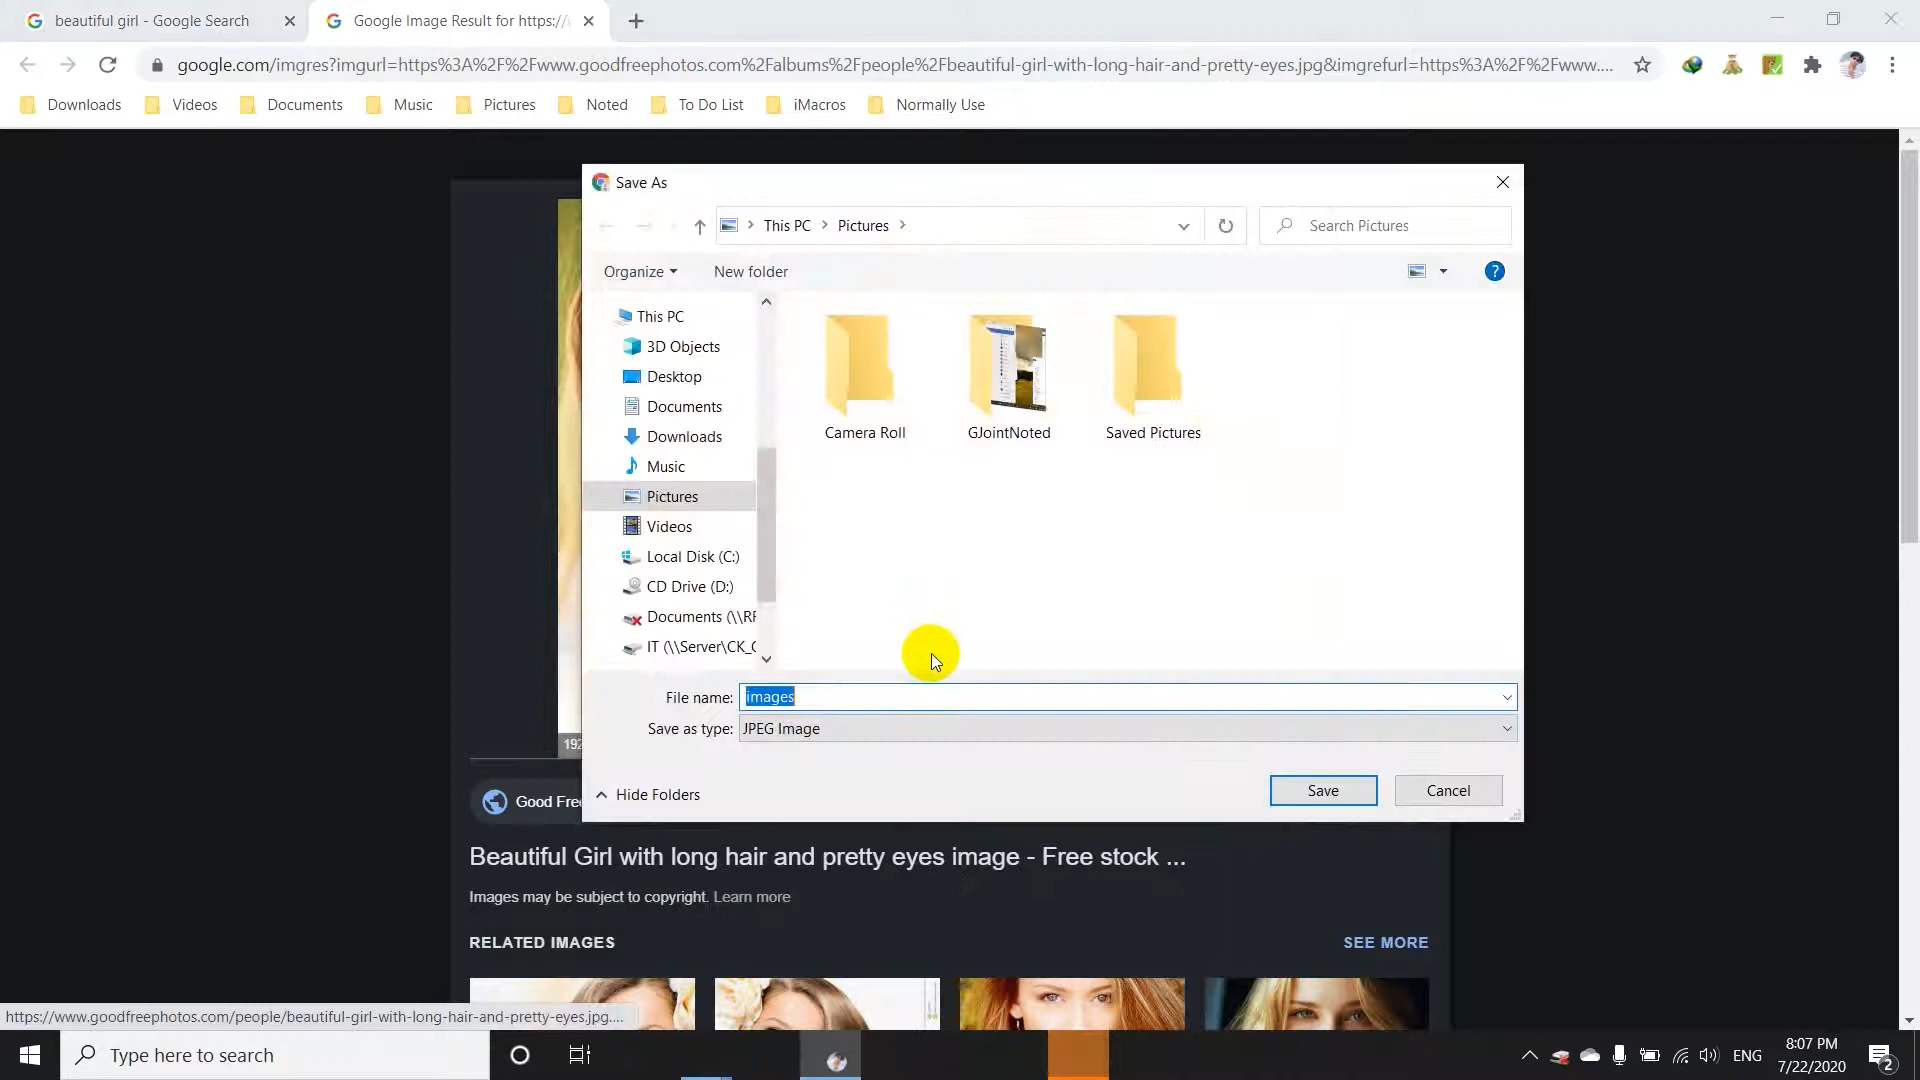 beautiful girl - Google Search
Google Image Result for https://
google.com/imgres?imgurl=https%3A%2F%2Fwww.goodfreephotos.com%2Falbums%2Fpeople%2Fbeautiful-girl-with-long-hair-and-pretty-eyes.jpg&imgrefurl=https%3A%2F%2Fwww....
Downloads Videos Documents Music Pictures Noted To Do List iMacros Normally Use
Save As
This PC Pictures
Search Pictures
Organize New folder
?
This PC
3D Objects
Desktop
Documents
Downloads
Music
Pictures
Videos
Local Disk (C:)
CD Drive (D:)
Documents (\\RF
IT (\\Server\CK_C
Camera Roll
GJointNoted
Saved Pictures
File name: images
Save as type: JPEG Image
Hide Folders
Save Cancel
192
Good Free
Beautiful Girl with long hair and pretty eyes image - Free stock ...
Images may be subject to copyright. Learn more
RELATED IMAGES
SEE MORE
https://www.goodfreephotos.com/people/beautiful-girl-with-long-hair-and-pretty-eyes.jpg....
Type here to search
ENG
8:07 PM
7/22/2020
2